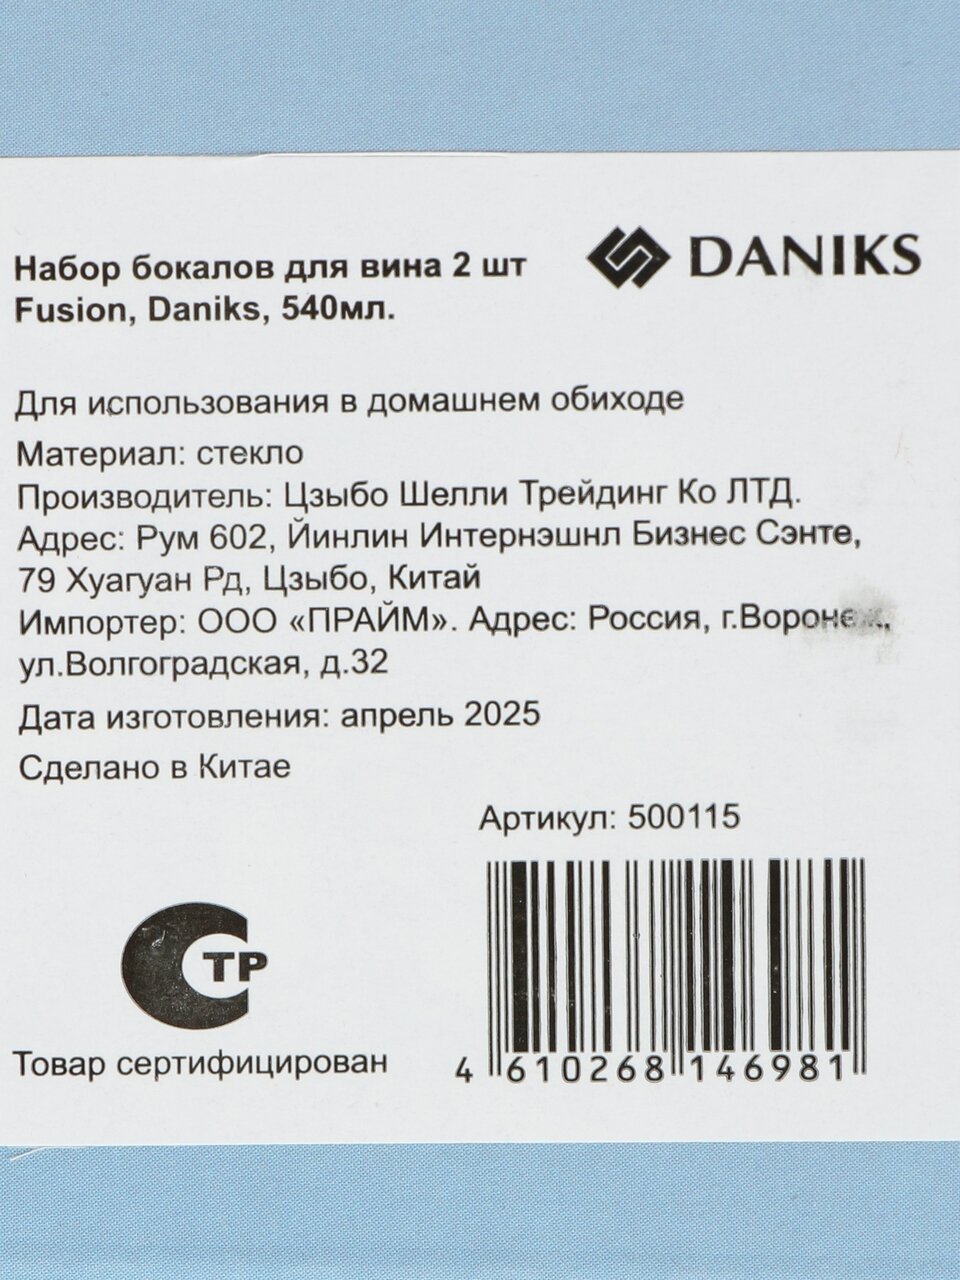 DANIKS
Набор бокалов для вина 2 шт
Fusion, Daniks, 540мл.
Для использования в домашнем обиходе
Материал: стекло
Производитель: Цзыбо Шелли Трейдинг Ко ЛТД.
Адрес: Рум 602, Йинлин Интернэшнл Бизнес Сэнте,
79 Хуагуан Рд, Цзыбо, Китай
Импортер: ООО «ПРАЙМ». Адрес: Россия, г.Воронеж,
ул.Волгоградская, д.32
Дата изготовления: апрель 2025
Сделано в Китае
Артикул: 500115
ТР
Товар сертифицирован
4 610268 146981